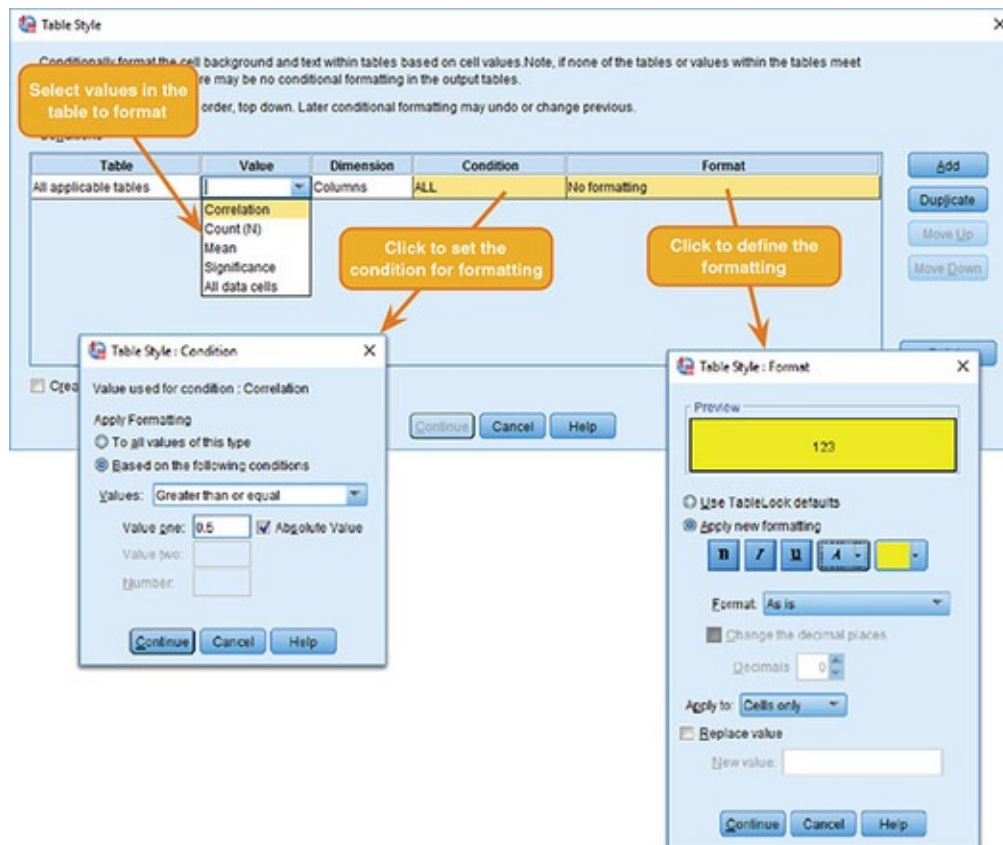 Table Style
Conditionally format the cell background and text within tables based on cell values.Note, if none of the tables or values within the tables meet
re may be no conditional formatting in the output tables.
order, top down. Later conditional formatting may undo or change previous.
Select values in the
table to format
Table Value Dimension Condition Format
All applicable tables Columns ALL No formatting
Correlation
Count (N)
Mean
Significance
All data cells
Add
Duplicate
Move Up
Move Down
Click to set the
condition for formatting
Click to define the
formatting
Crea
Continue Cancel Help
Table Style : Condition
Value used for condition : Correlation
Apply Formatting
To all values of this type
Based on the following conditions
Values: Greater than or equal
Value one: 0.5 Absolute Value
Value two:
Number:
Continue Cancel Help
Table Style : Format
Preview
123
Use TableLook defaults
Apply new formatting
B I U A
Format: As is
Change the decimal places
Decimals 0
Apply to: Cells only
Replace value
New value:
Continue Cancel Help